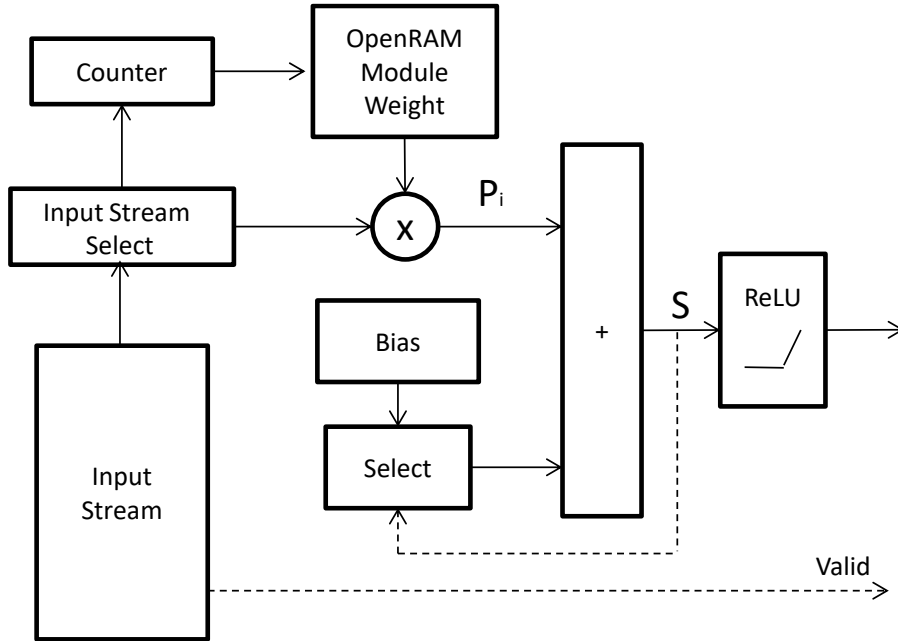 Counter
OpenRAM
Module
Weight
Input Stream
Select
x
Pi
Bias
Select
+
S
ReLU
Input
Stream
Valid